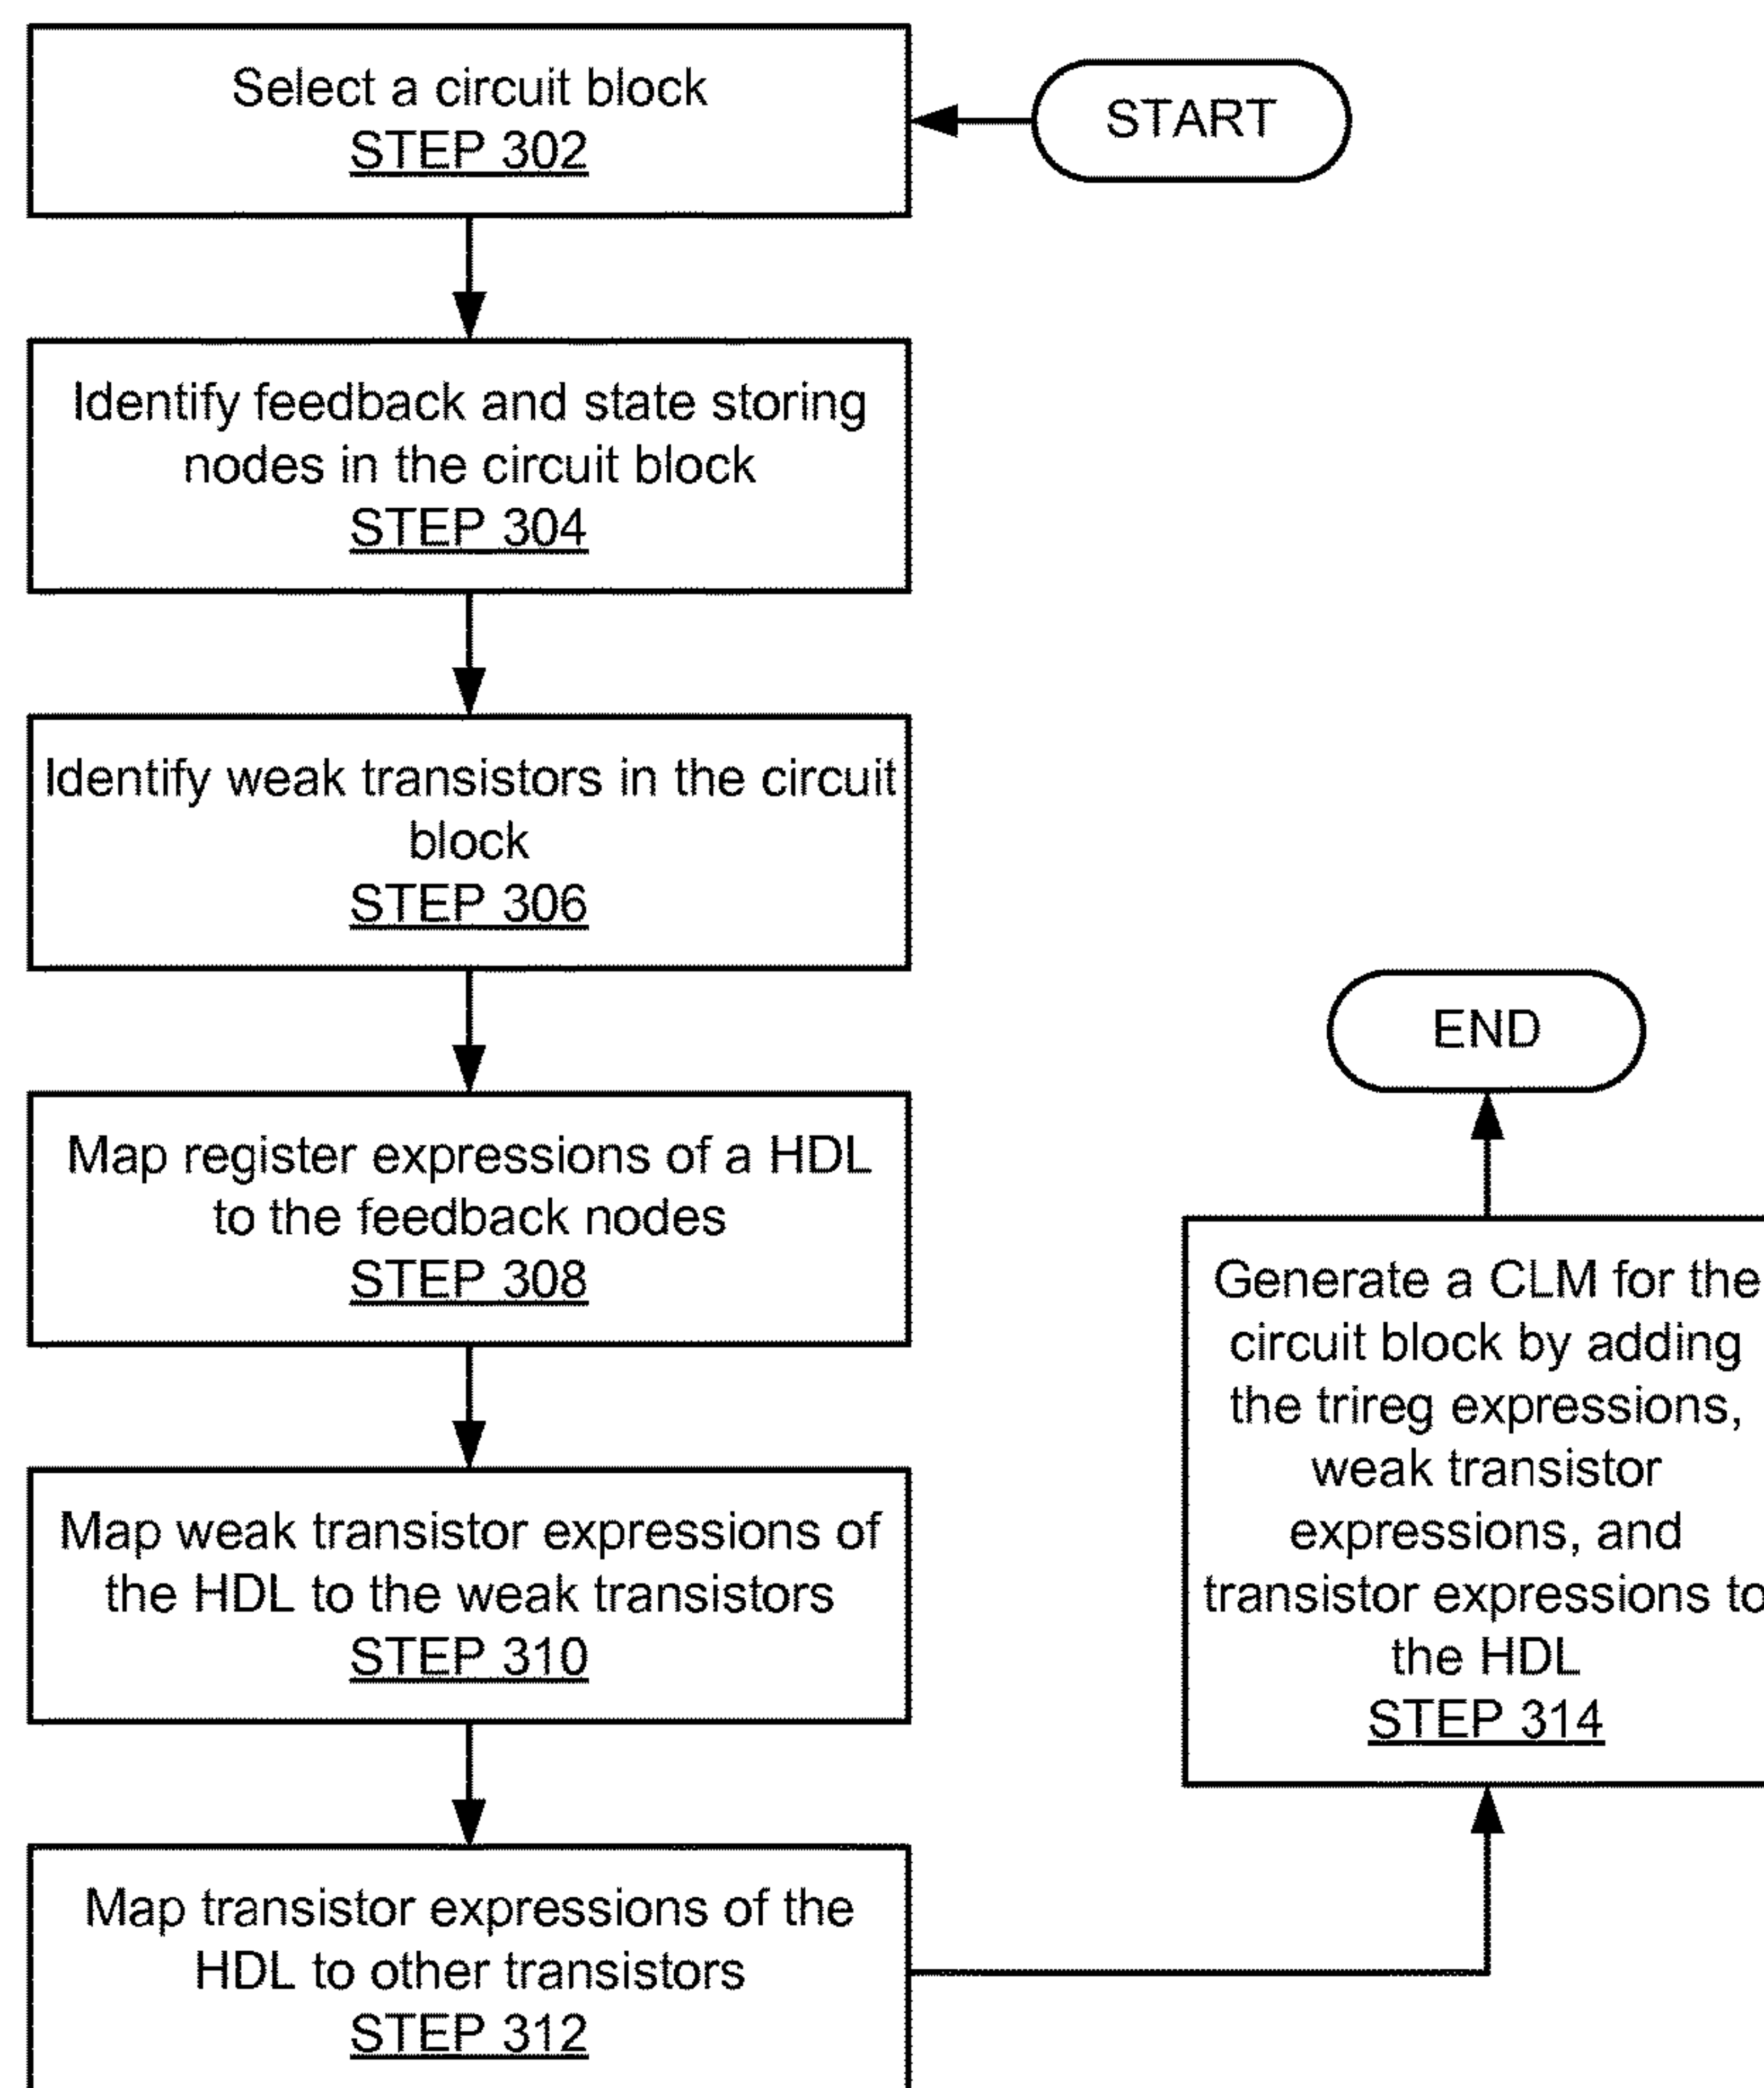 START
Select a circuit block
STEP 302
Identify feedback and state storing
nodes in the circuit block
STEP 304
Identify weak transistors in the circuit
block
STEP 306
Map register expressions of a HDL
to the feedback nodes
STEP 308
Map weak transistor expressions of
the HDL to the weak transistors
STEP 310
Map transistor expressions of the
HDL to other transistors
STEP 312
Generate a CLM for the
circuit block by adding
the trireg expressions,
weak transistor
expressions, and
transistor expressions to
the HDL
STEP 314
END